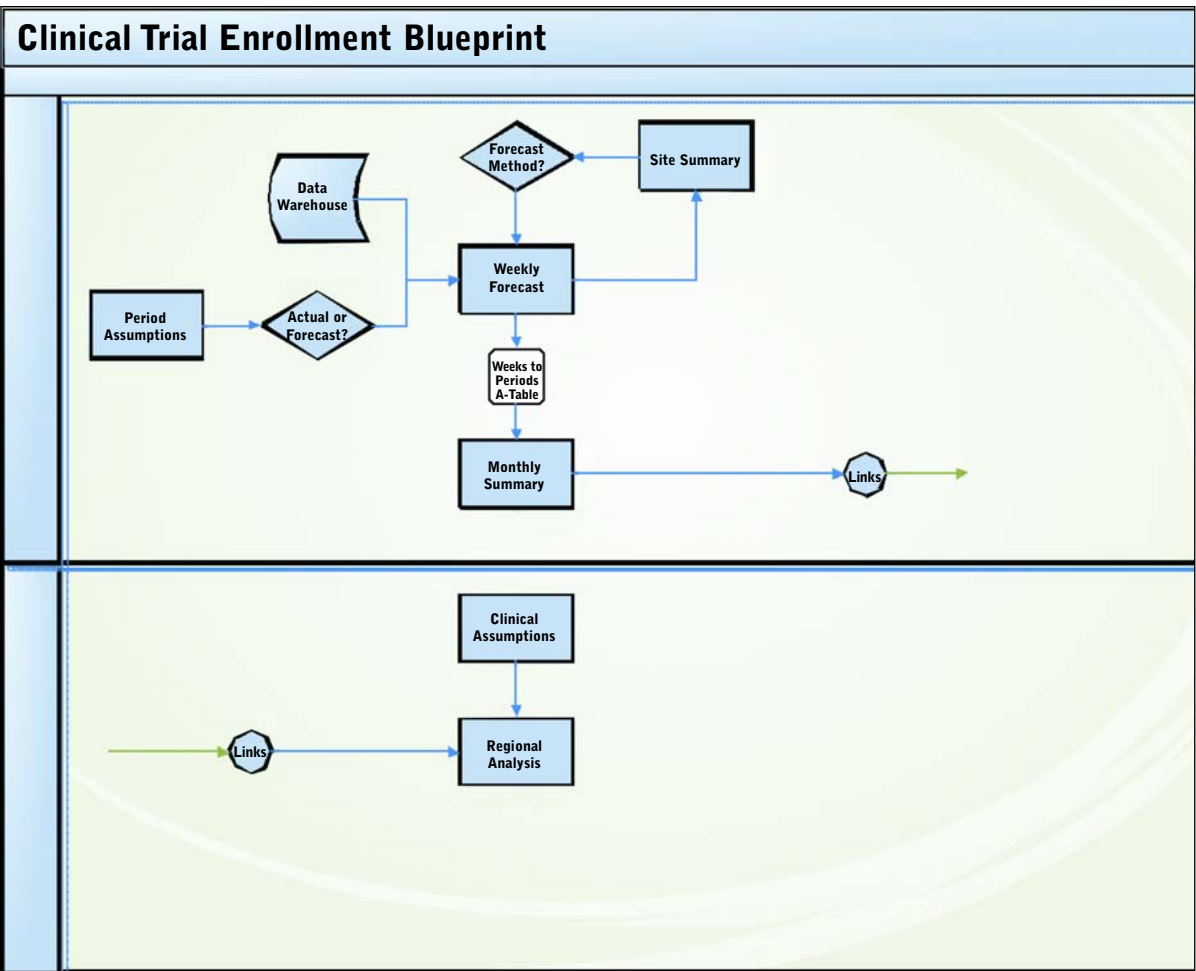 Clinical Trial Enrollment Blueprint
Forecast
Method?
Site Summary
Data
Warehouse
Weekly
Forecast
Period
Assumptions
Actual or
Forecast?
Weeks to
Periods
A-Table
Monthly
Summary
Links
Clinical
Assumptions
Links
Regional
Analysis